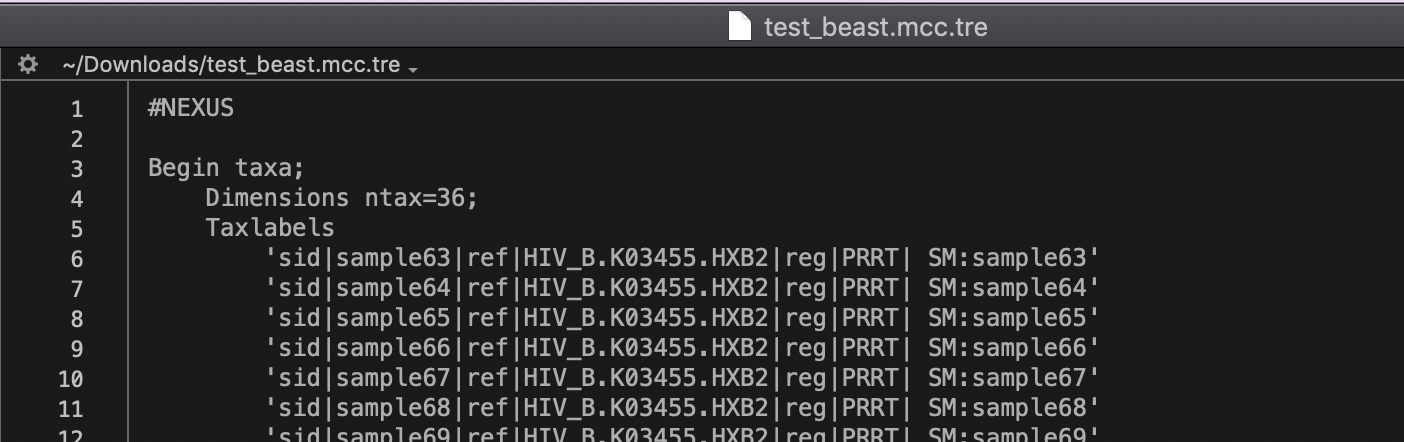 test_beast.mcc.tre
~/Downloads/test_beast.mcc.tre
1 #NEXUS
2
3 Begin taxa;
4 Dimensions ntax=36;
5 Taxlabels
6 'sid|sample63|ref|HIV_B.K03455.HXB2|reg|PRRT| SM:sample63'
7 'sid|sample64|ref|HIV_B.K03455.HXB2|reg|PRRT| SM:sample64'
8 'sid|sample65|ref|HIV_B.K03455.HXB2|reg|PRRT| SM:sample65'
9 'sid|sample66|ref|HIV_B.K03455.HXB2|reg|PRRT| SM:sample66'
10 'sid|sample67|ref|HIV_B.K03455.HXB2|reg|PRRT| SM:sample67'
11 'sid|sample68|ref|HIV_B.K03455.HXB2|reg|PRRT| SM:sample68'
12 'sid|sample69|ref|HIV_B.K03455.HXB2|reg|PRRT| SM:sample69'